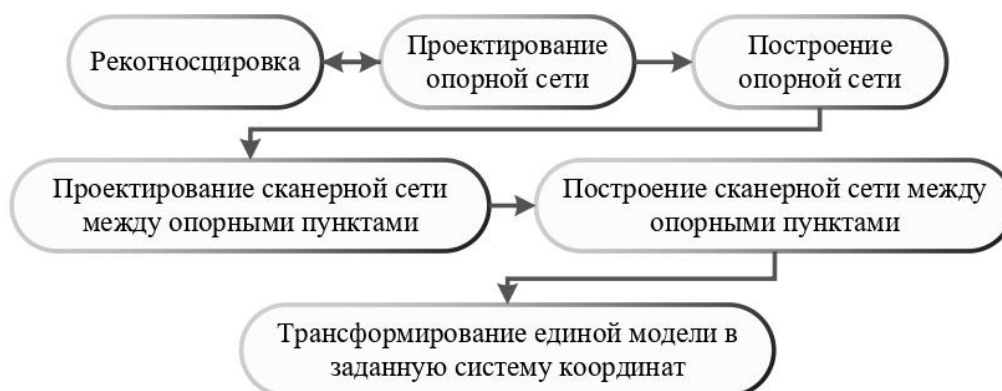 Рекогносцировка
Проектирование
опорной сети
Построение
опорной сети
Проектирование сканерной сети
между опорными пунктами
Построение сканерной сети между
опорными пунктами
Трансформирование единой модели в
заданную систему координат